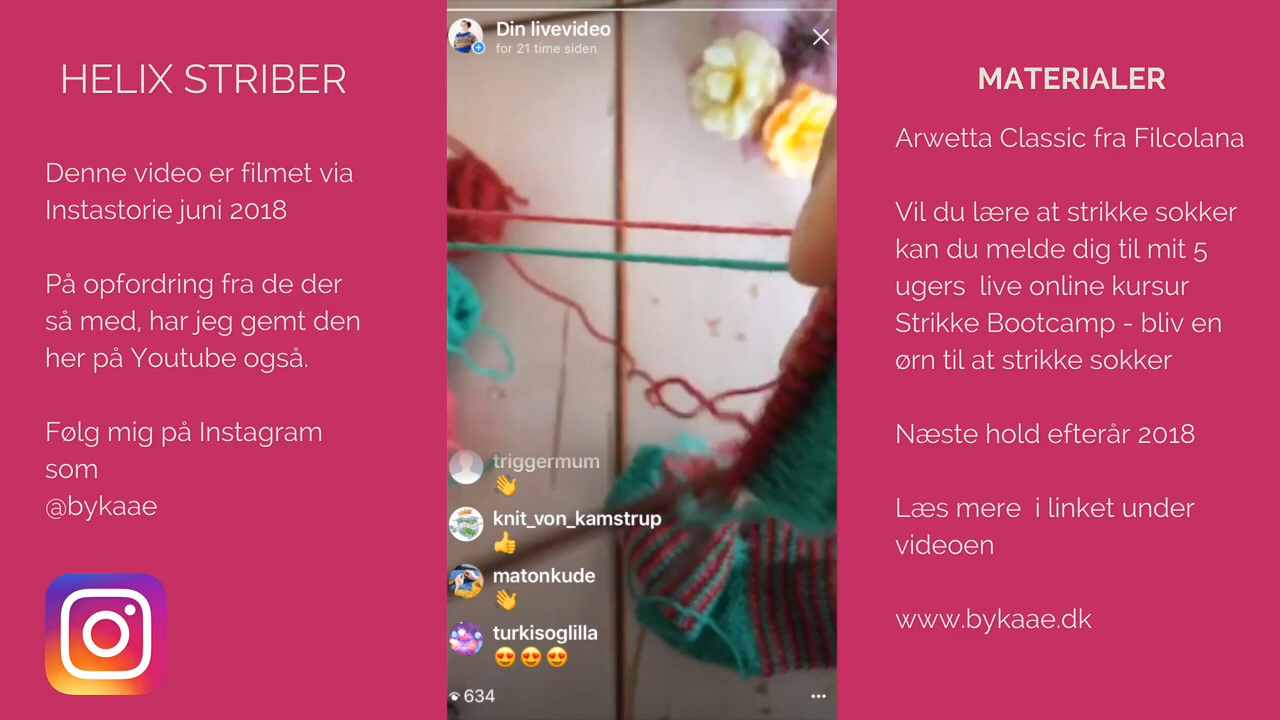 HELIX STRIBER
Denne video er filmet via
Instastorie juni 2018
På opfordring fra de der
så med, har jeg gemt den
her på Youtube også.
Følg mig på Instagram
som
@bykaae
Din livevideo
for 21 time siden
triggermum
👋
knit_von_kamstrup
👍
matonkude
👋
turkisoglilla
😍😍😍
634
MATERIALER
Arwetta Classic fra Filcolana
Vil du lære at strikke sokker
kan du melde dig til mit 5
ugers  live online kursur
Strikke Bootcamp - bliv en
ørn til at strikke sokker
Næste hold efterår 2018
Læs mere  i linket under
videoen
www.bykaae.dk